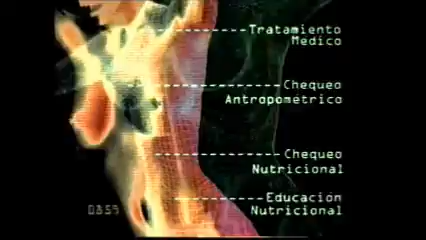 Tratamiento
Medico
Chequeo
Antropometrico
Chequeo
Nutricional
Educación
Nutricional
0859